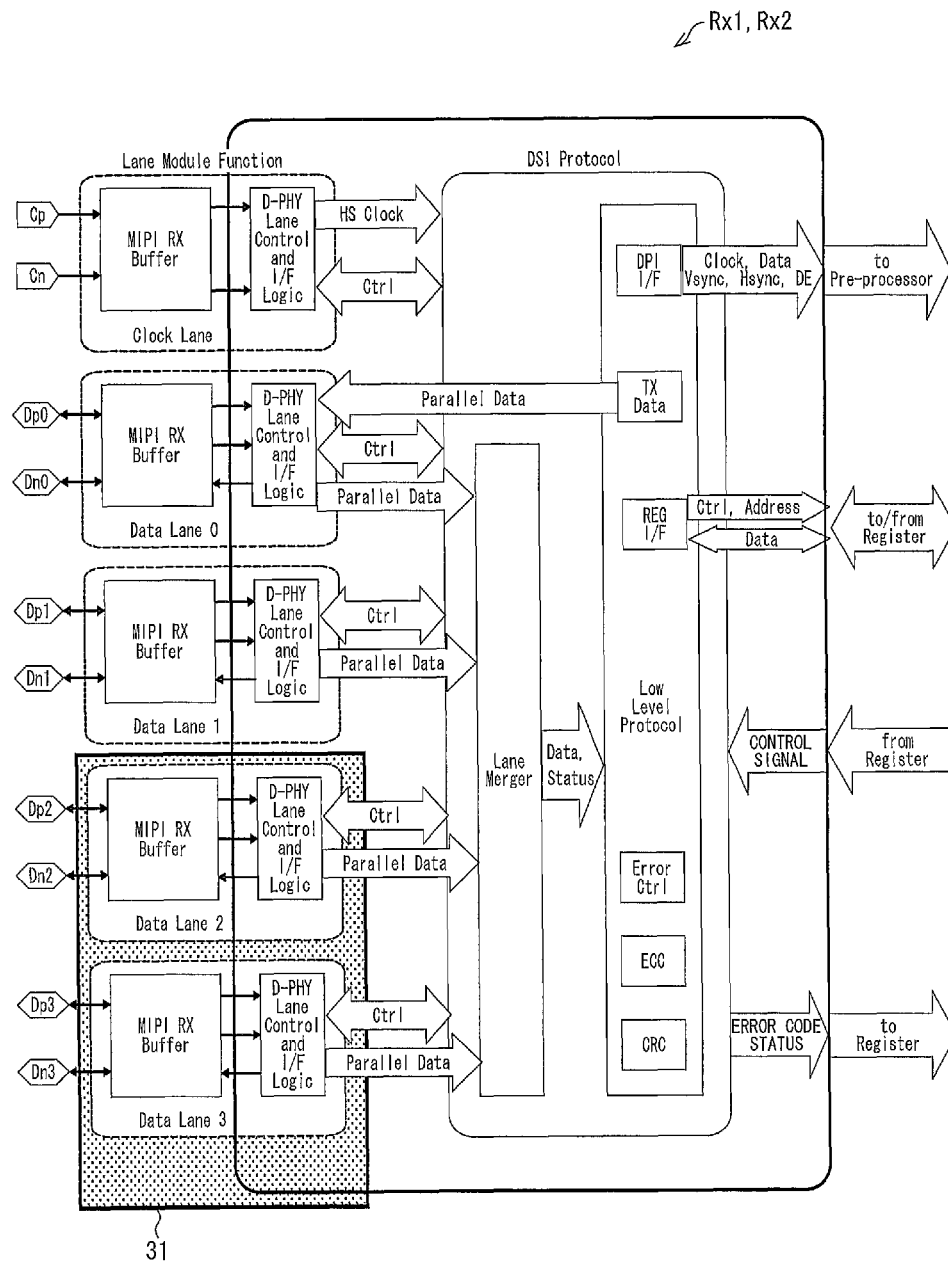 Rx1, Rx2
Lane Module Function
DSI Protocol
Cp
Cn
MIPI RX
Buffer
D-PHY
Lane
Control
and
I/F
Logic
HS Clock
Ctrl
Clock Lane
DPI
I/F
Clock, Data
Vsync, Hsync, DE
to
Pre-processor
Dp0
Dn0
MIPI RX
Buffer
D-PHY
Lane
Control
and
I/F
Logic
Parallel Data
Ctrl
Parallel Data
Data Lane 0
TX
Data
REG
I/F
Ctrl, Address
Data
to/from
Register
Dp1
Dn1
MIPI RX
Buffer
D-PHY
Lane
Control
and
I/F
Logic
Ctrl
Parallel Data
Data Lane 1
Lane
Merger
Data,
Status
Low
Level
Protocol
CONTROL
SIGNAL
from
Register
Dp2
Dn2
MIPI RX
Buffer
D-PHY
Lane
Control
and
I/F
Logic
Ctrl
Parallel Data
Data Lane 2
Error
Ctrl
ECC
CRC
Dp3
Dn3
MIPI RX
Buffer
D-PHY
Lane
Control
and
I/F
Logic
Ctrl
Parallel Data
Data Lane 3
ERROR CODE
STATUS
to
Register
31